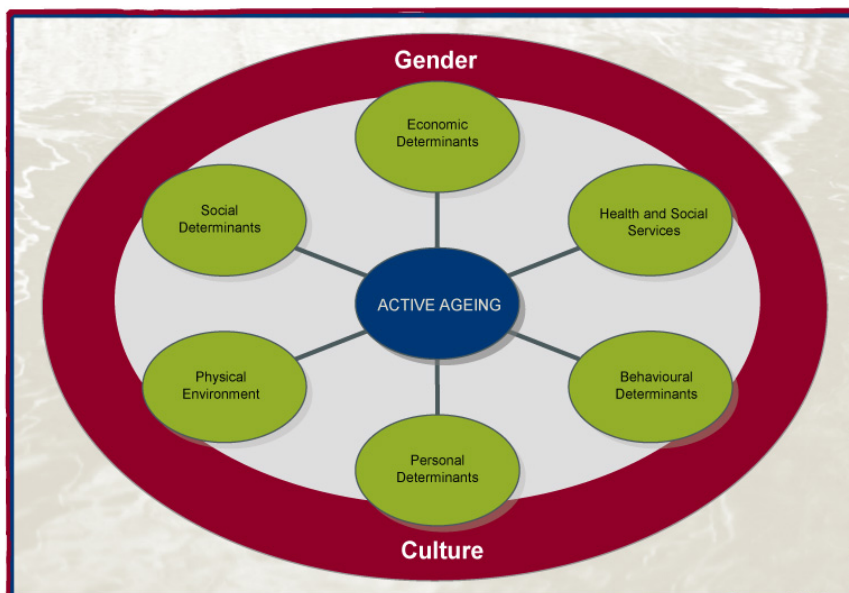 Gender
Economic
Determinants
Social
Determinants
Health and Social
Services
ACTIVE AGEING
Physical
Environment
Behavioural
Determinants
Personal
Determinants
Culture